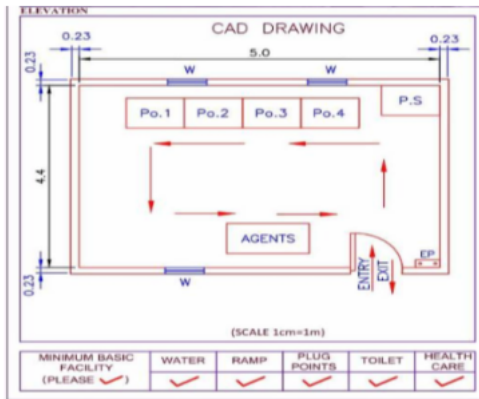 ELEVATION
CAD DRAWING
0.23
5.0
0.23
0.23
W
W
Po.1
Po.2
Po.3
Po.4
P.S
4.4
AGENTS
ENTRY
EXIT
EP
0.23
W
(SCALE 1cm=1m)
MINIMUM BASIC
FACILITY
(PLEASE ✓)
WATER
RAMP
PLUG
POINTS
TOILET
HEALTH
CARE